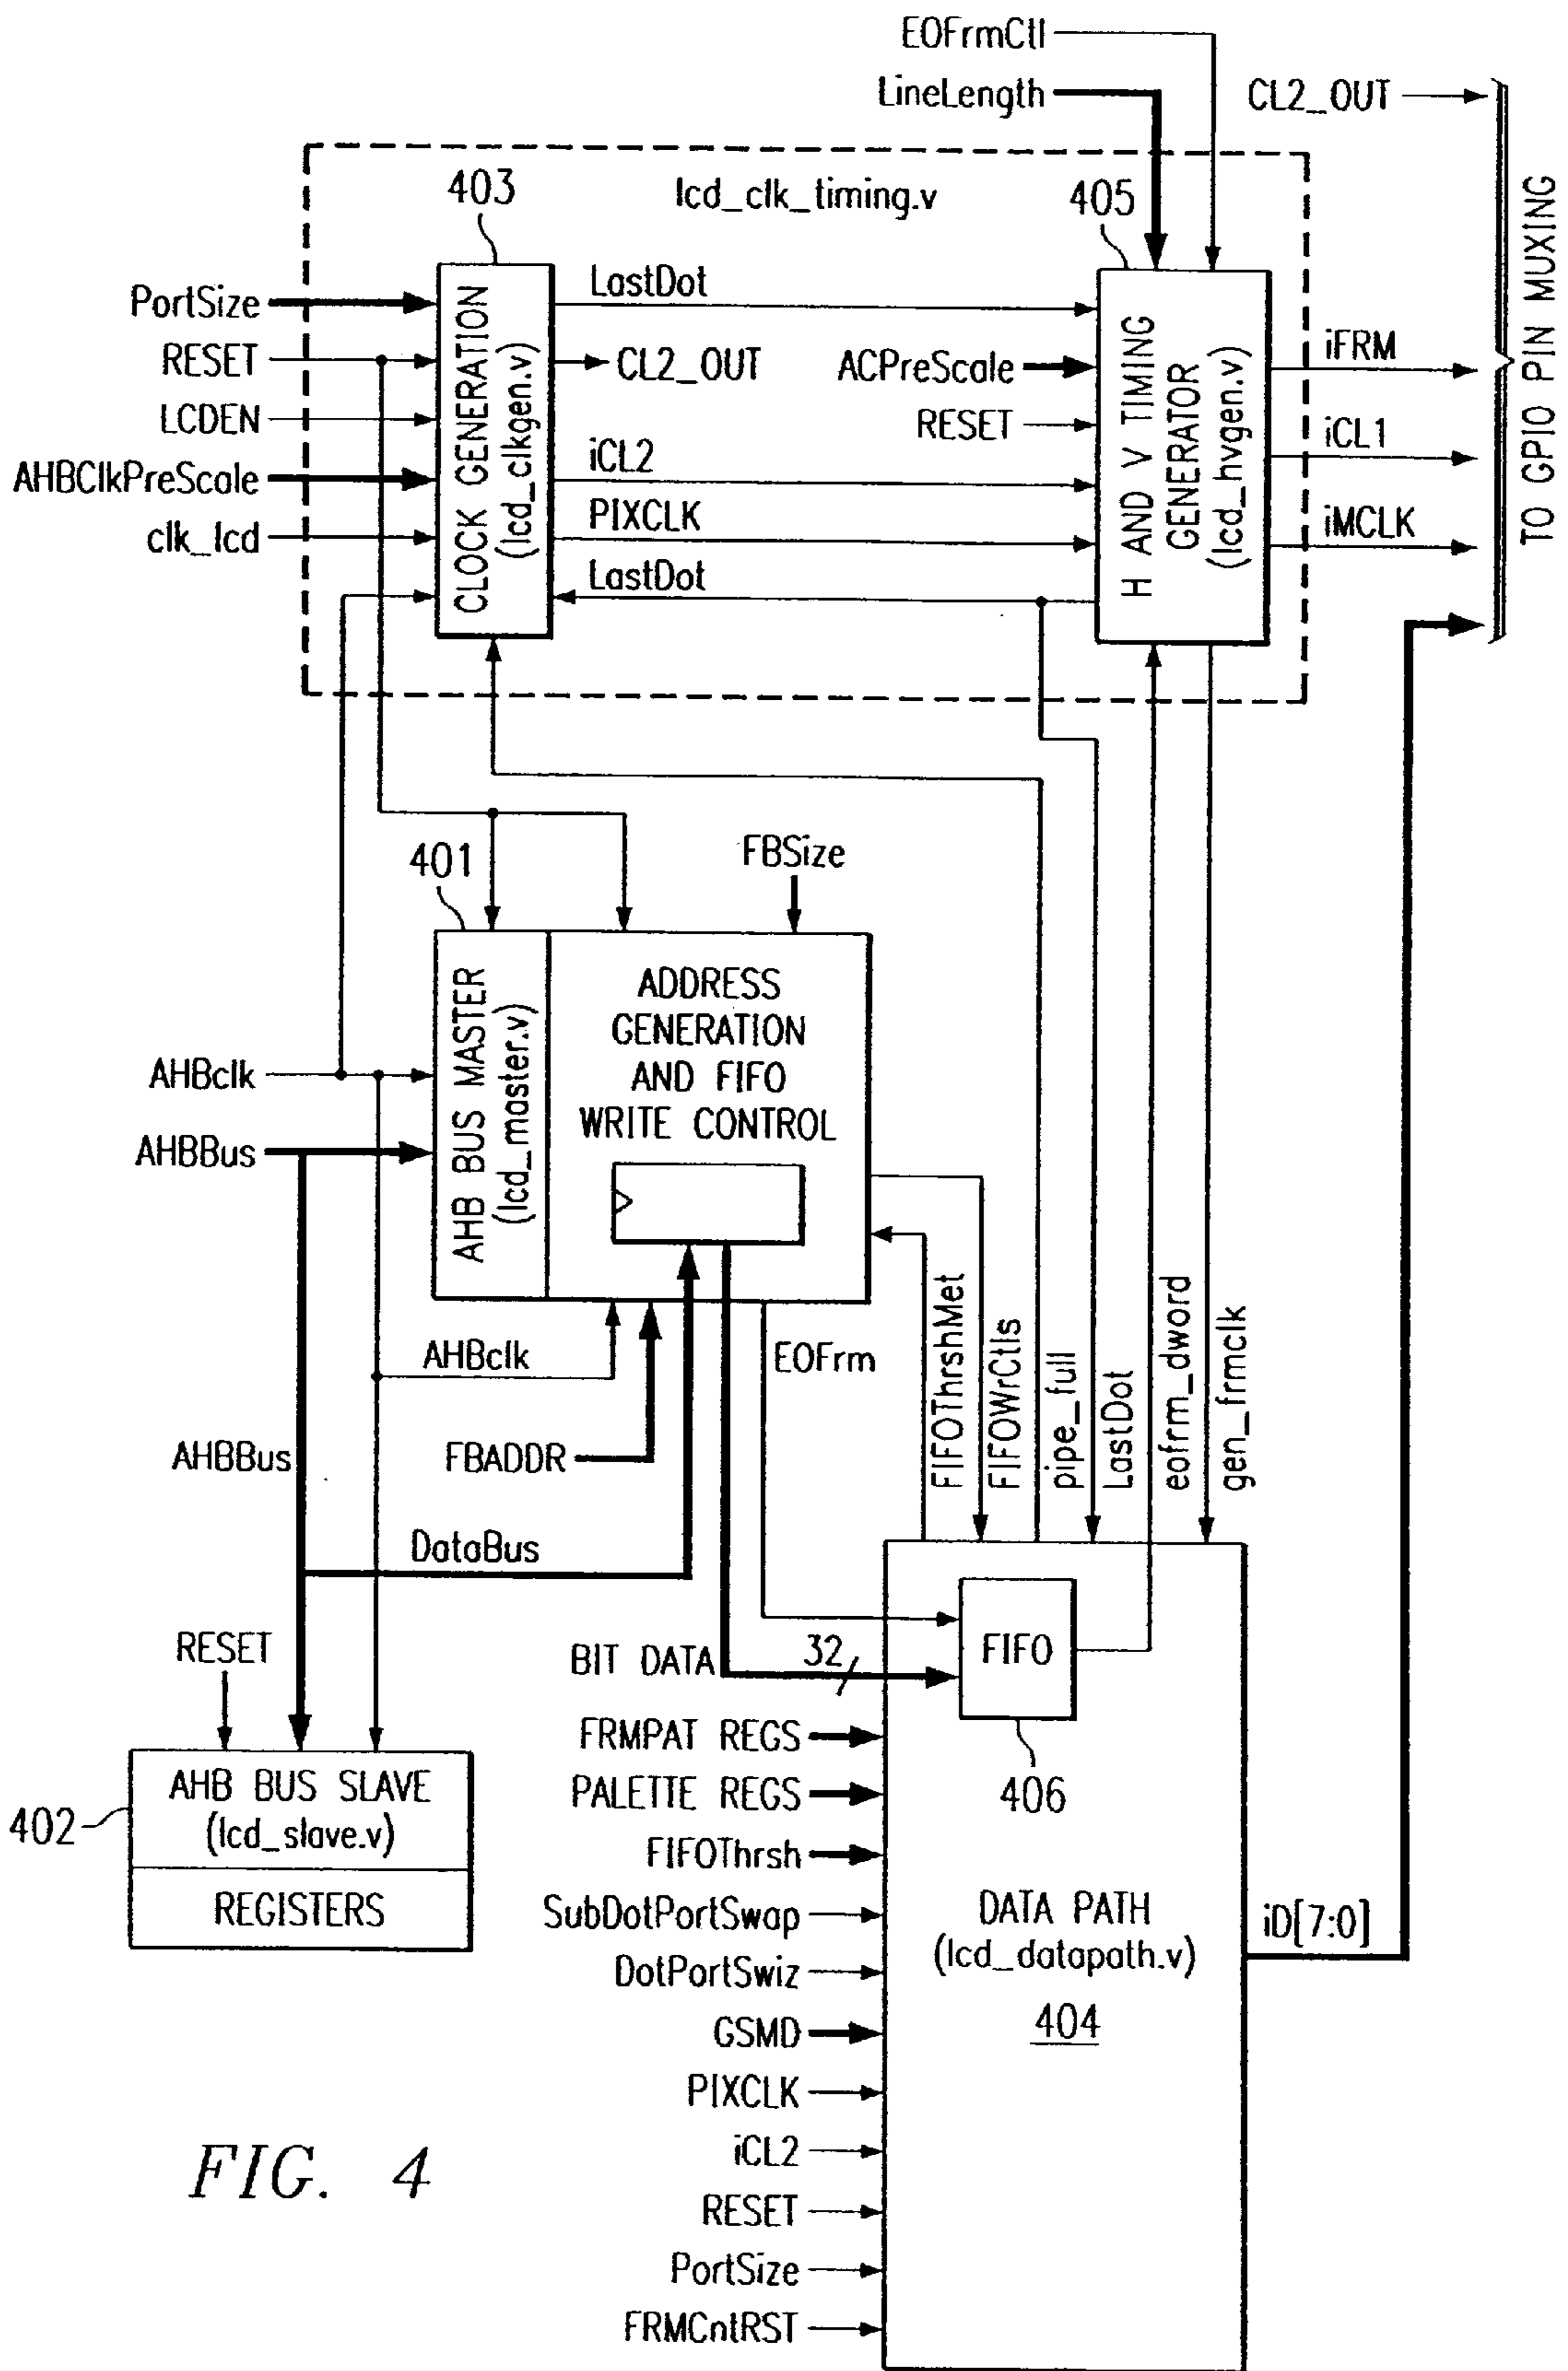 EOFrmCtl
LineLength
CL2_OUT
TO GPIO PIN MUXING
lcd_clk_timing.v
403
405
PortSize
RESET
LCDEN
AHBClkPreScale
clk_lcd
CLOCK GENERATION
(lcd_clkgen.v)
LastDot
CL2_OUT
iCL2
PIXCLK
LastDot
ACPreScale
RESET
H AND V TIMING
GENERATOR
(lcd_hvgen.v)
iFRM
iCL1
iMCLK
401
FBSize
AHB BUS MASTER
(lcd_master.v)
ADDRESS
GENERATION
AND FIFO
WRITE CONTROL
AHBclk
AHBBus
AHBclk
EOFrm
AHBBus
FBADDR
DataBus
FIFOThrshMet
FIFOWrCtls
pipe_full
LastDot
eofrm_dword
gen_frmclk
RESET
BIT DATA
32
FIFO
406
402
AHB BUS SLAVE
(lcd_slave.v)
REGISTERS
FRMPAT REGS
PALETTE REGS
FIFOThrsh
SubDotPortSwap
DotPortSwiz
GSMD
PIXCLK
iCL2
RESET
PortSize
FRMCntRST
DATA PATH
(lcd_datapath.v)
404
iD[7:0]
FIG. 4